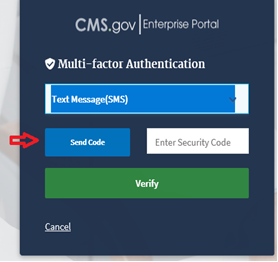 CMS.gov Enterprise Portal
Multi-factor Authentication
Text Message(SMS)
Send Code Enter Security Code
Verify
Cancel